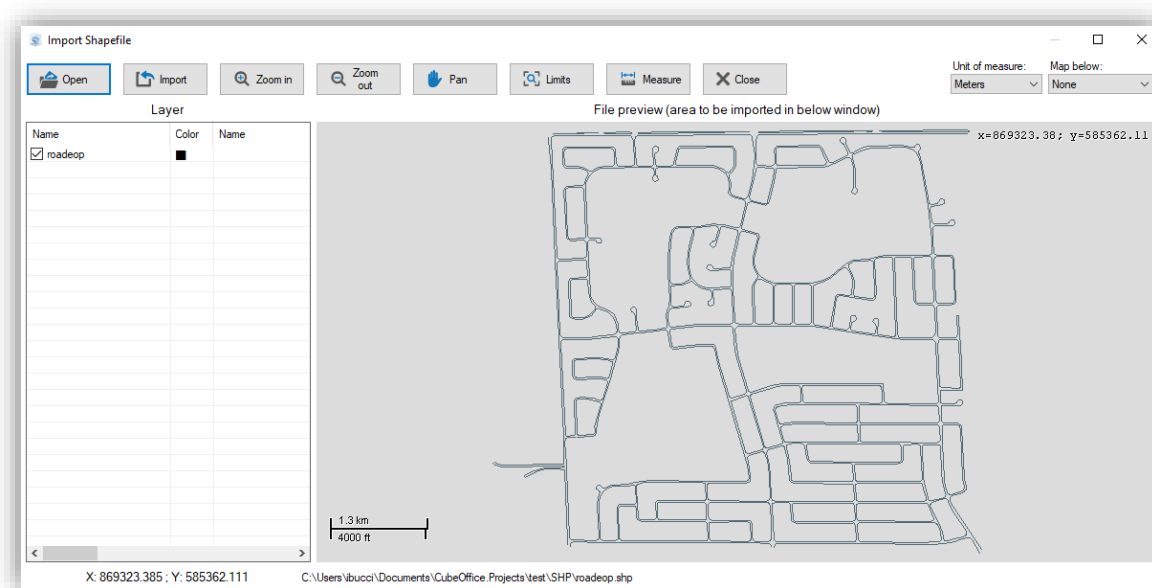 Import Shapefile
Open Import Zoom in Zoom out Pan Limits Measure Close
Unit of measure: Map below:
Meters None
Layer
File preview (area to be imported in below window)
Name Color Name
roadeop
x=869323.38; y=585362.11
1.3 km
4000 ft
X: 869323.385 ; Y: 585362.111 C:\Users\ibucci\Documents\CubeOffice.Projects\test\SHP\roadeop.shp